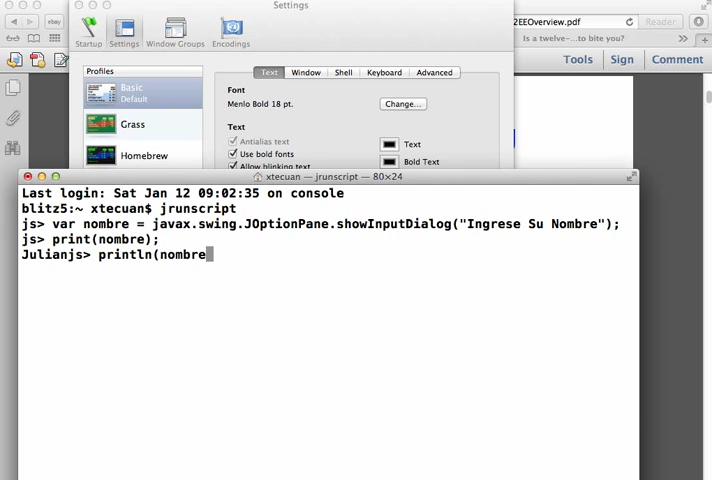 Settings
2EEOverview.pdf
Reader
ebay
Is a twelve-...to bite you?
Startup
Settings
Window Groups
Encodings
Tools
Sign
Comment
Profiles
Text
Window
Shell
Keyboard
Advanced
Basic
Default
Font
Menlo Bold 18 pt.
Change...
Grass
Text
Antialias text
Text
Use bold fonts
Homebrew
Bold Text
Allow blinking text
xtecuan — jrunscript — 80×24
Last login: Sat Jan 12 09:02:35 on console
blitz5:~ xtecuan$ jrunscript
js> var nombre = javax.swing.JOptionPane.showInputDialog("Ingrese Su Nombre");
js> print(nombre);
Julianjs> println(nombre